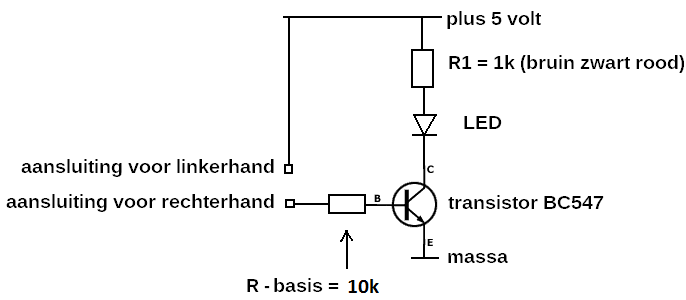 plus 5 volt
R1 = 1k (bruin zwart rood)
LED
aansluiting voor linkerhand
C
aansluiting voor rechterhand
B
transistor BC547
E
massa
R - basis = 10k